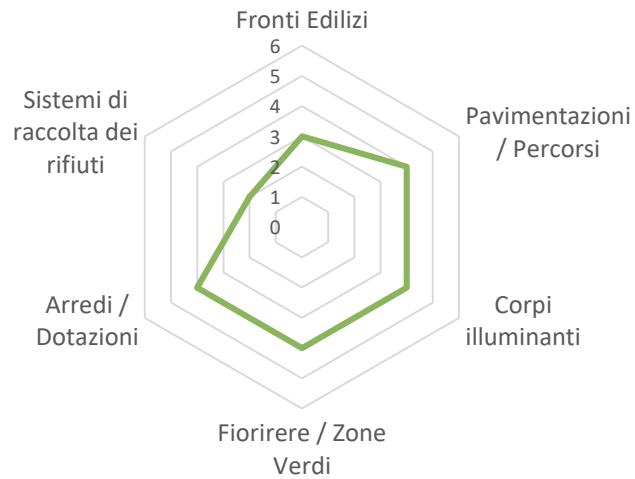 Fronti Edilizi
6
5
4
3
2
1
0
Pavimentazioni
/ Percorsi
Corpi
illuminanti
Fiorirere / Zone
Verdi
Arredi /
Dotazioni
Sistemi di
raccolta dei
rifiuti